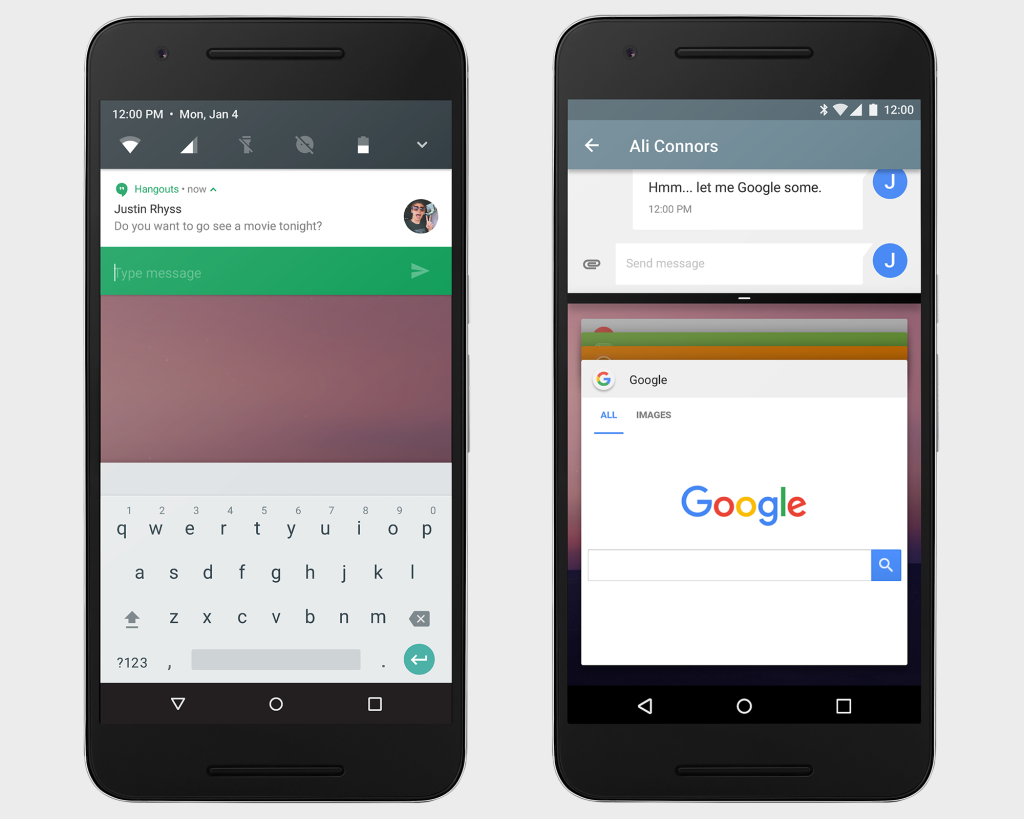 12:00 PM • Mon, Jan 4
Hangouts • now
Justin Rhyss
Do you want to go see a movie tonight?
Type message
1 2 3 4 5 6 7 8 9 0
q w e r t y u i o p
a s d f g h j k l
z x c v b n m
?123 , .
12:00
Ali Connors
Hmm... let me Google some.
12:00 PM
J
Send message
J
G
Google
ALL IMAGES
Google